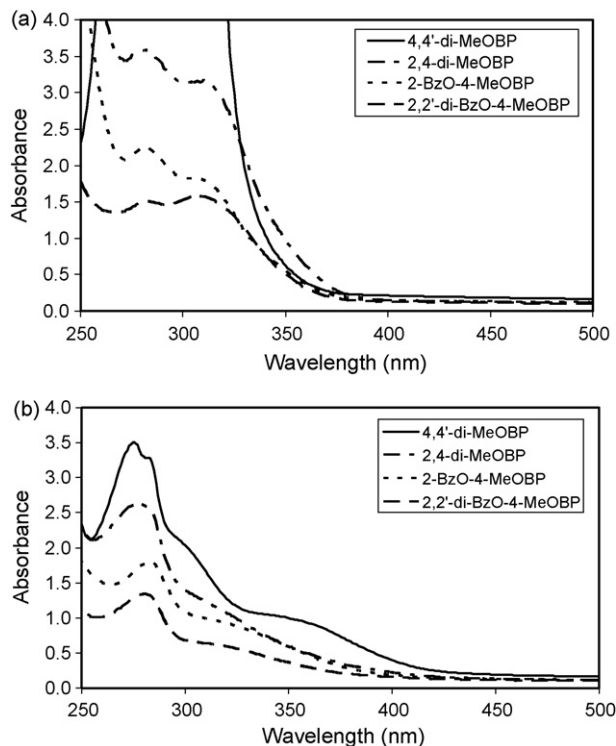 (a)
Absorbance
4.0
3.5
3.0
2.5
2.0
1.5
1.0
0.5
0.0
4,4'-di-MeOBP
2,4-di-MeOBP
2-BzO-4-MeOBP
2,2'-di-BzO-4-MeOBP
250 300 350 400 450 500
Wavelength (nm)
(b)
Absorbance
4.0
3.5
3.0
2.5
2.0
1.5
1.0
0.5
0.0
4,4'-di-MeOBP
2,4-di-MeOBP
2-BzO-4-MeOBP
2,2'-di-BzO-4-MeOBP
250 300 350 400 450 500
Wavelength (nm)